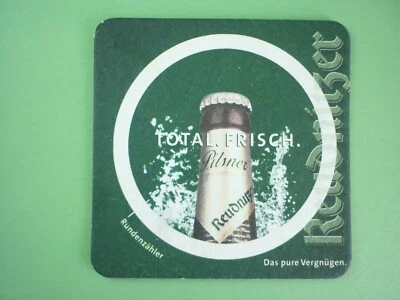 TOTAL. FRISCH.
Pilsner
Reudnitzer
Reudnitzer
Rundenzähler
Das pure Vergnügen.